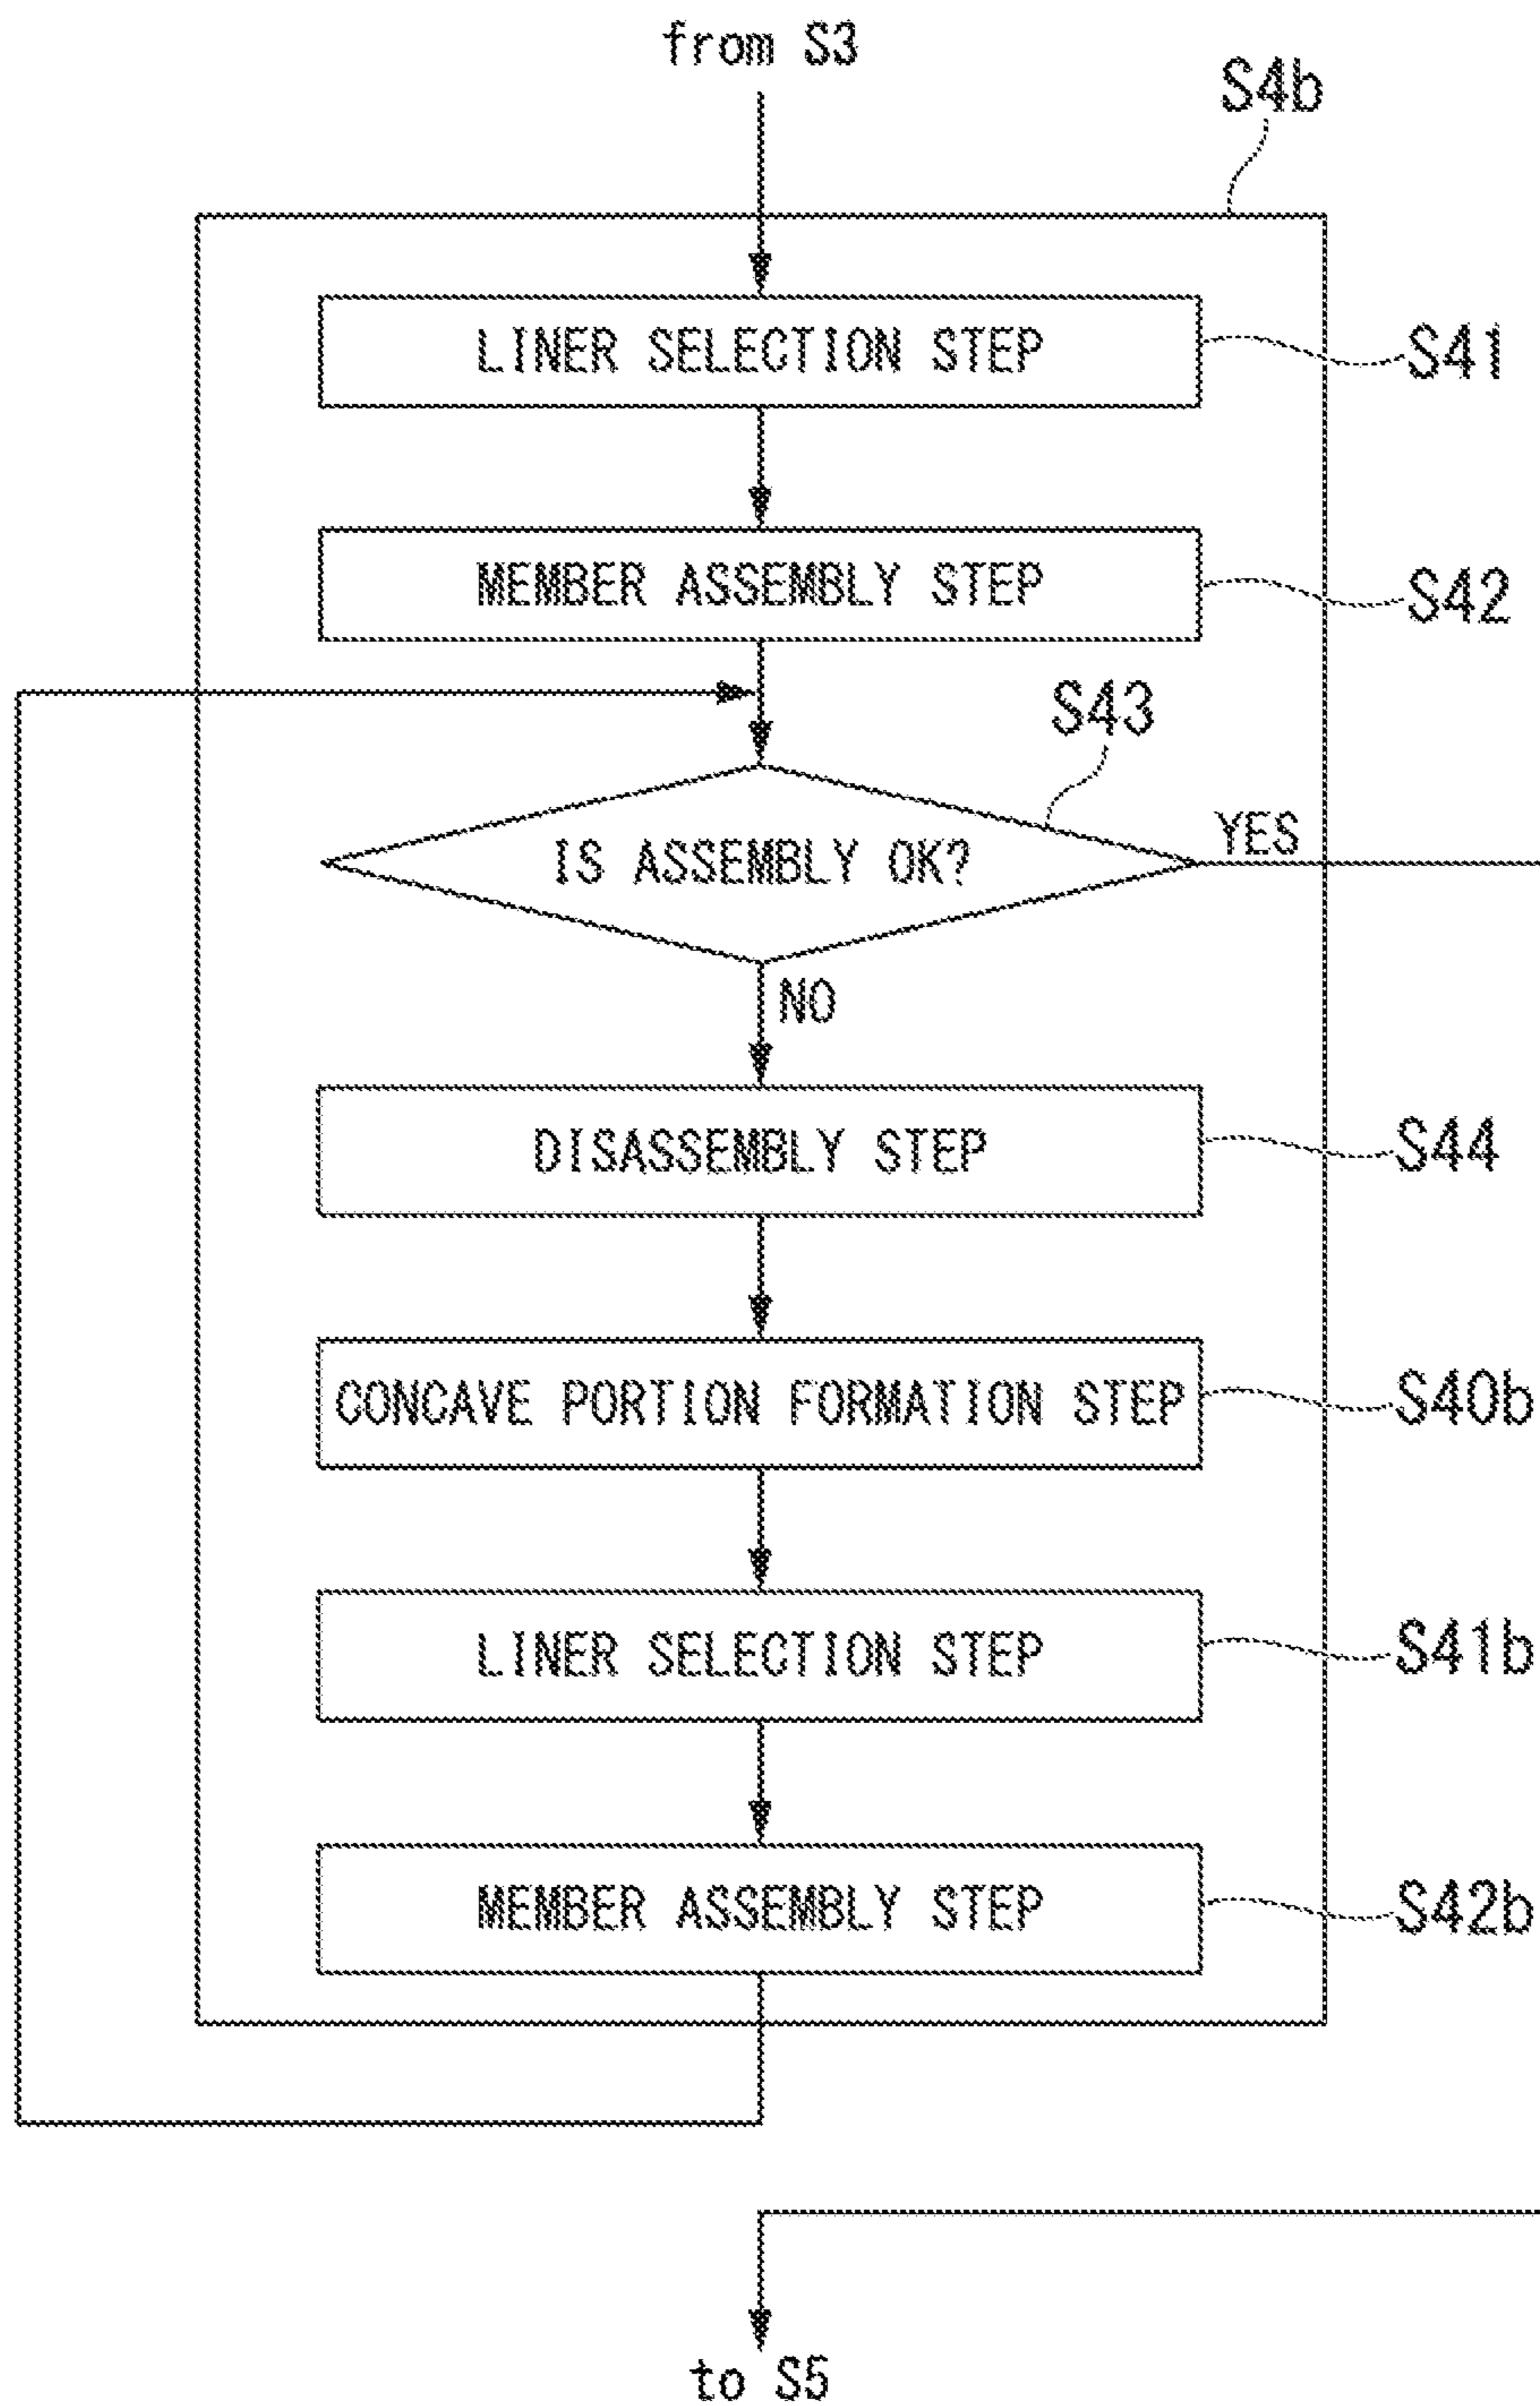 from S3
S4b
LINER SELECTION STEP
S41
MEMBER ASSEMBLY STEP
S42
S43
IS ASSEMBLY OK?
YES
NO
DISASSEMBLY STEP
S44
CONCAVE PORTION FORMATION STEP
S40b
LINER SELECTION STEP
S41b
MEMBER ASSEMBLY STEP
S42b
to S5